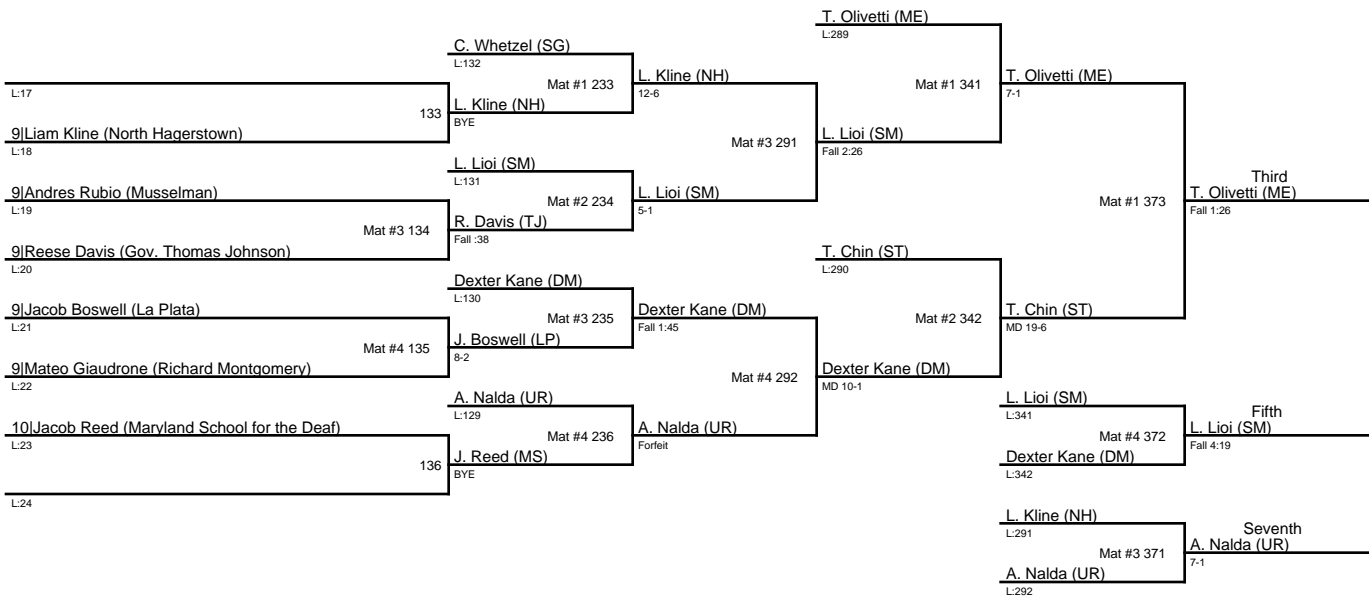 L:17
9|Liam Kline (North Hagerstown)
L:18
9|Andres Rubio (Musselman)
L:19
9|Reese Davis (Gov. Thomas Johnson)
L:20
9|Jacob Boswell (La Plata)
L:21
9|Mateo Giaudrone (Richard Montgomery)
L:22
10|Jacob Reed (Maryland School for the Deaf)
L:23
L:24
133
Mat #3 134
Mat #4 135
136
C. Whetzel (SG)
L:132
L. Kline (NH)
BYE
L. Lioi (SM)
L:131
R. Davis (TJ)
Fall :38
Dexter Kane (DM)
L:130
J. Boswell (LP)
8-2
A. Nalda (UR)
L:129
J. Reed (MS)
BYE
Mat #1 233
Mat #2 234
Mat #3 235
Mat #4 236
L. Kline (NH)
12-6
L. Lioi (SM)
5-1
Dexter Kane (DM)
Fall 1:45
A. Nalda (UR)
Forfeit
Mat #3 291
Mat #4 292
T. Olivetti (ME)
L:289
L. Lioi (SM)
Fall 2:26
T. Chin (ST)
L:290
Dexter Kane (DM)
MD 10-1
Mat #1 341
Mat #2 342
T. Olivetti (ME)
7-1
T. Chin (ST)
MD 19-6
Mat #1 373
Third
T. Olivetti (ME)
Fall 1:26
L. Lioi (SM)
L:341
Mat #4 372
Dexter Kane (DM)
L:342
Fifth
L. Lioi (SM)
Fall 4:19
L. Kline (NH)
L:291
Mat #3 371
A. Nalda (UR)
L:292
Seventh
A. Nalda (UR)
7-1